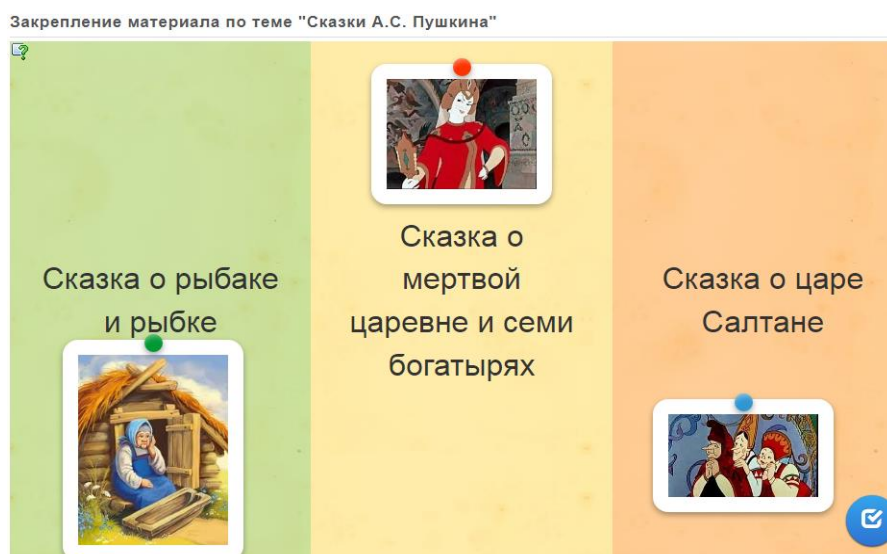 Закрепление материала по теме "Сказки А.С. Пушкина"
Сказка о рыбаке
и рыбке
Сказка о
мертвой
царевне и семи
богатырях
Сказка о царе
Салтане